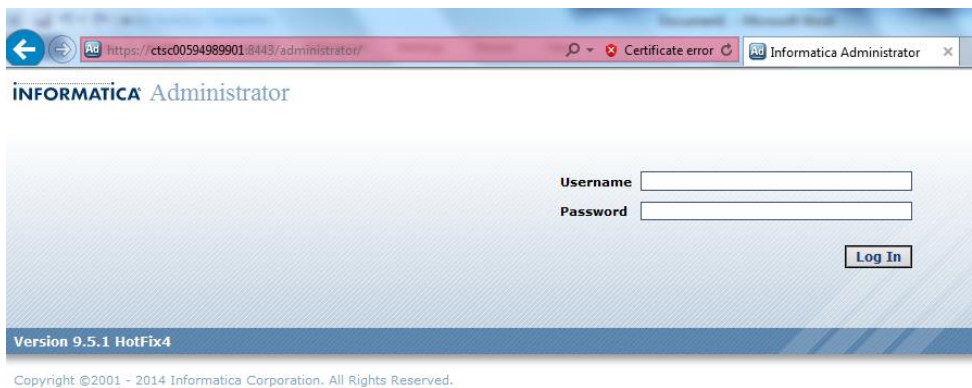 https://ctsc00594989901:8443/administrator/
Certificate error
Informatica Administrator
INFORMATICA Administrator
Username
Password
Log In
Version 9.5.1 HotFix4
Copyright ©2001 - 2014 Informatica Corporation. All Rights Reserved.